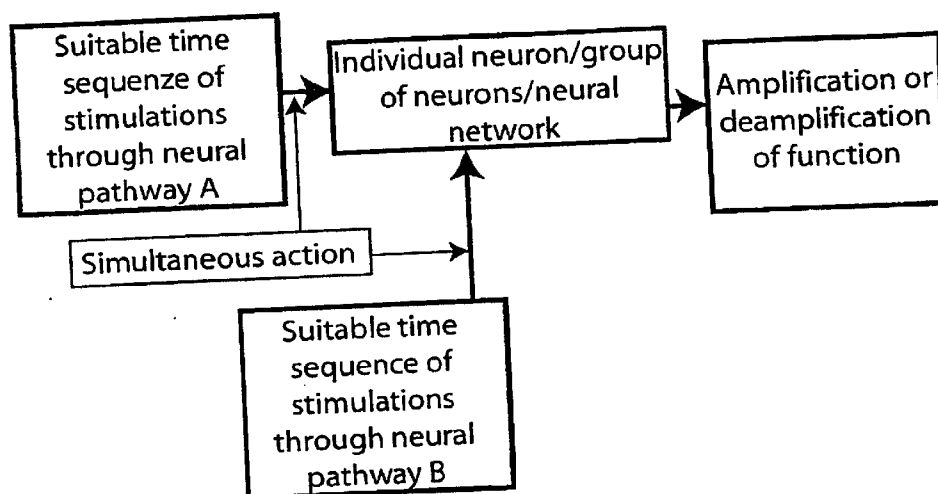 Suitable time
sequenze of
stimulations
through neural
pathway A
Individual neuron/group
of neurons/neural
network
Amplification or
deamplification
of function
Simultaneous action
Suitable time
sequence of
stimulations
through neural
pathway B